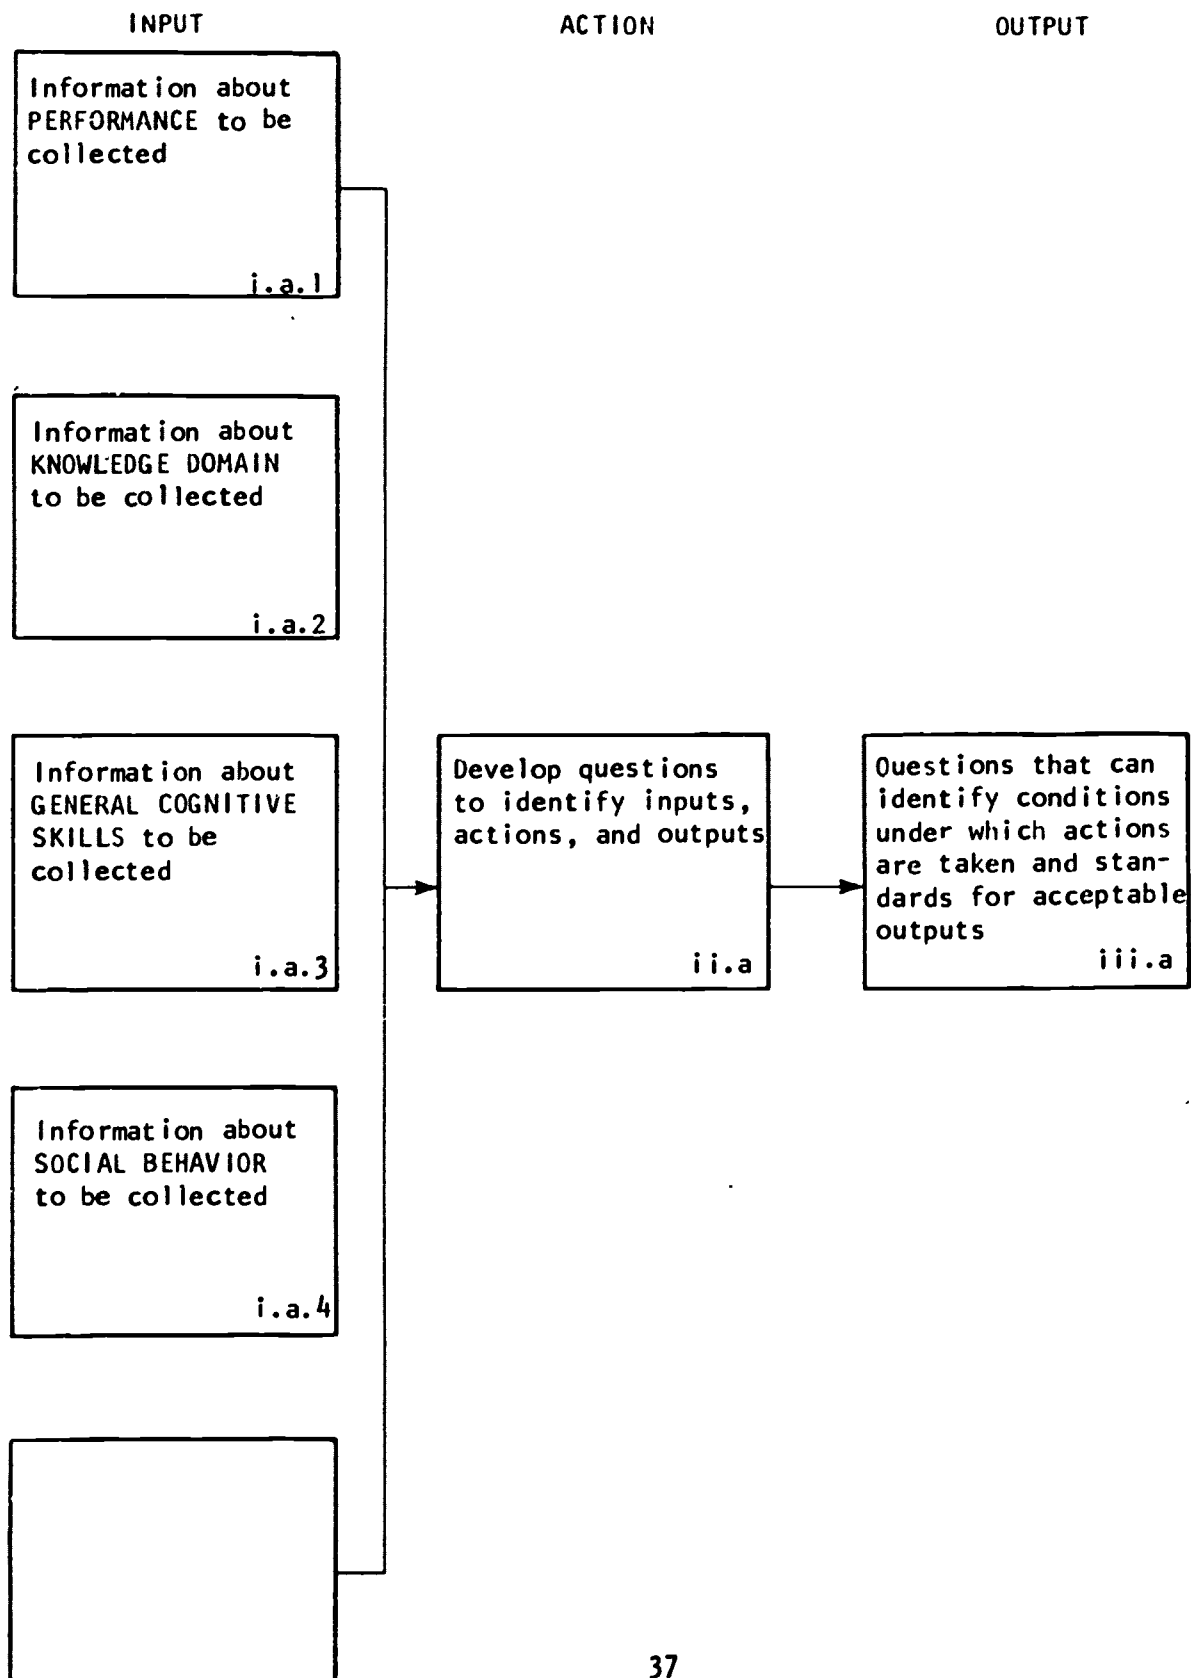 INPUT ACTION OUTPUT
Information about
PERFORMANCE to be
collected
i.a.1
Information about
KNOWLEDGE DOMAIN
to be collected
i.a.2
Information about
GENERAL COGNITIVE
SKILLS to be
collected
i.a.3
Develop questions
to identify inputs,
actions, and outputs
ii.a
Questions that can
identify conditions
under which actions
are taken and stan-
dards for acceptable
outputs
iii.a
Information about
SOCIAL BEHAVIOR
to be collected
i.a.4
37